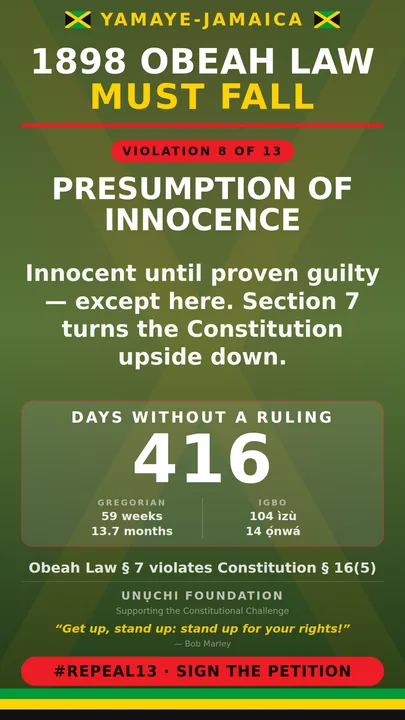 YAMAYE-JAMAICA
1898 OBEAH LAW
MUST FALL
VIOLATION 8 OF 13
PRESUMPTION OF
INNOCENCE
Innocent until proven guilty
— except here. Section 7
turns the Constitution
upside down.
DAYS WITHOUT A RULING
416
GREGORIAN
59 weeks
13.7 months
IGBO
104 ìzù
14 ọ́nwá
Obeah Law § 7 violates Constitution § 16(5)
UNỤCHI FOUNDATION
Supporting the Constitutional Challenge
“Get up, stand up: stand up for your rights!”
— Bob Marley
#REPEAL13 · SIGN THE PETITION